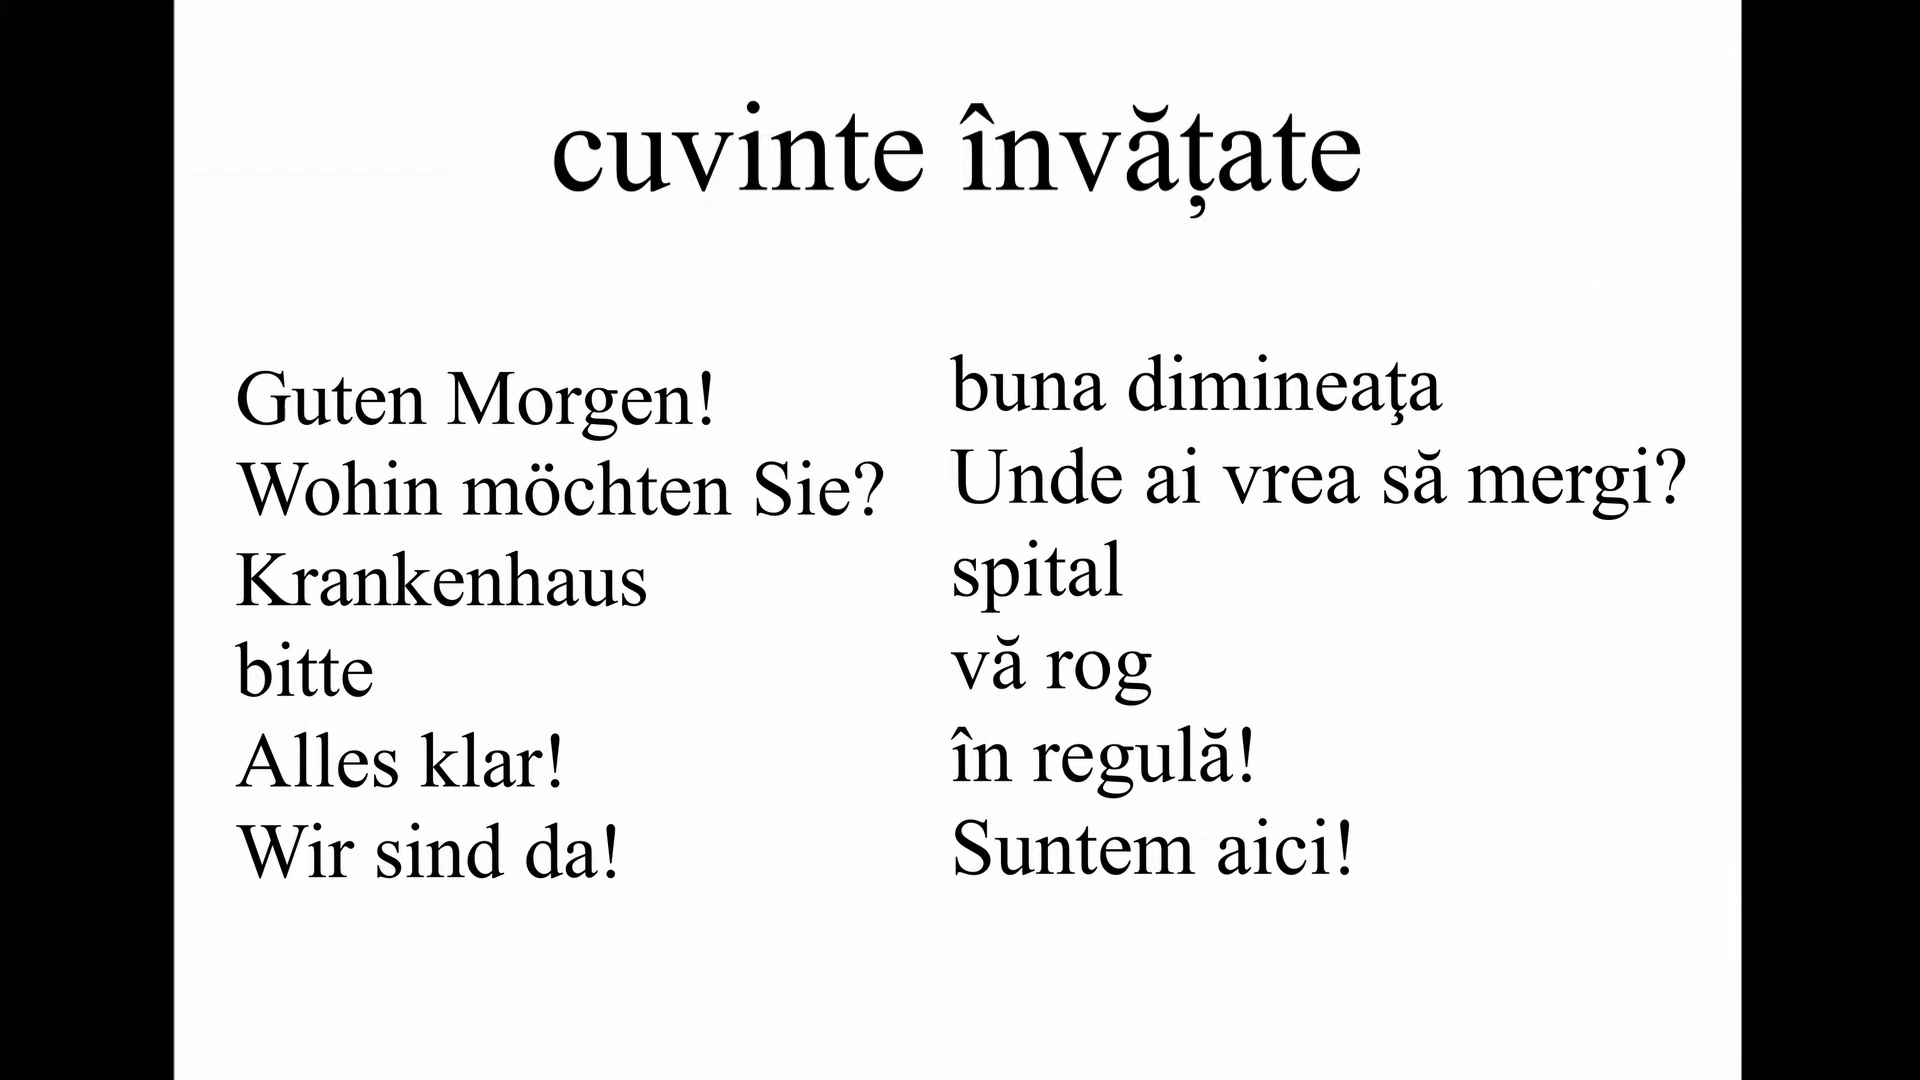 cuvinte învățate
Guten Morgen!
Wohin möchten Sie?
Krankenhaus
bitte
Alles klar!
Wir sind da!
buna dimineaţa
Unde ai vrea să mergi?
spital
vă rog
în regulă!
Suntem aici!